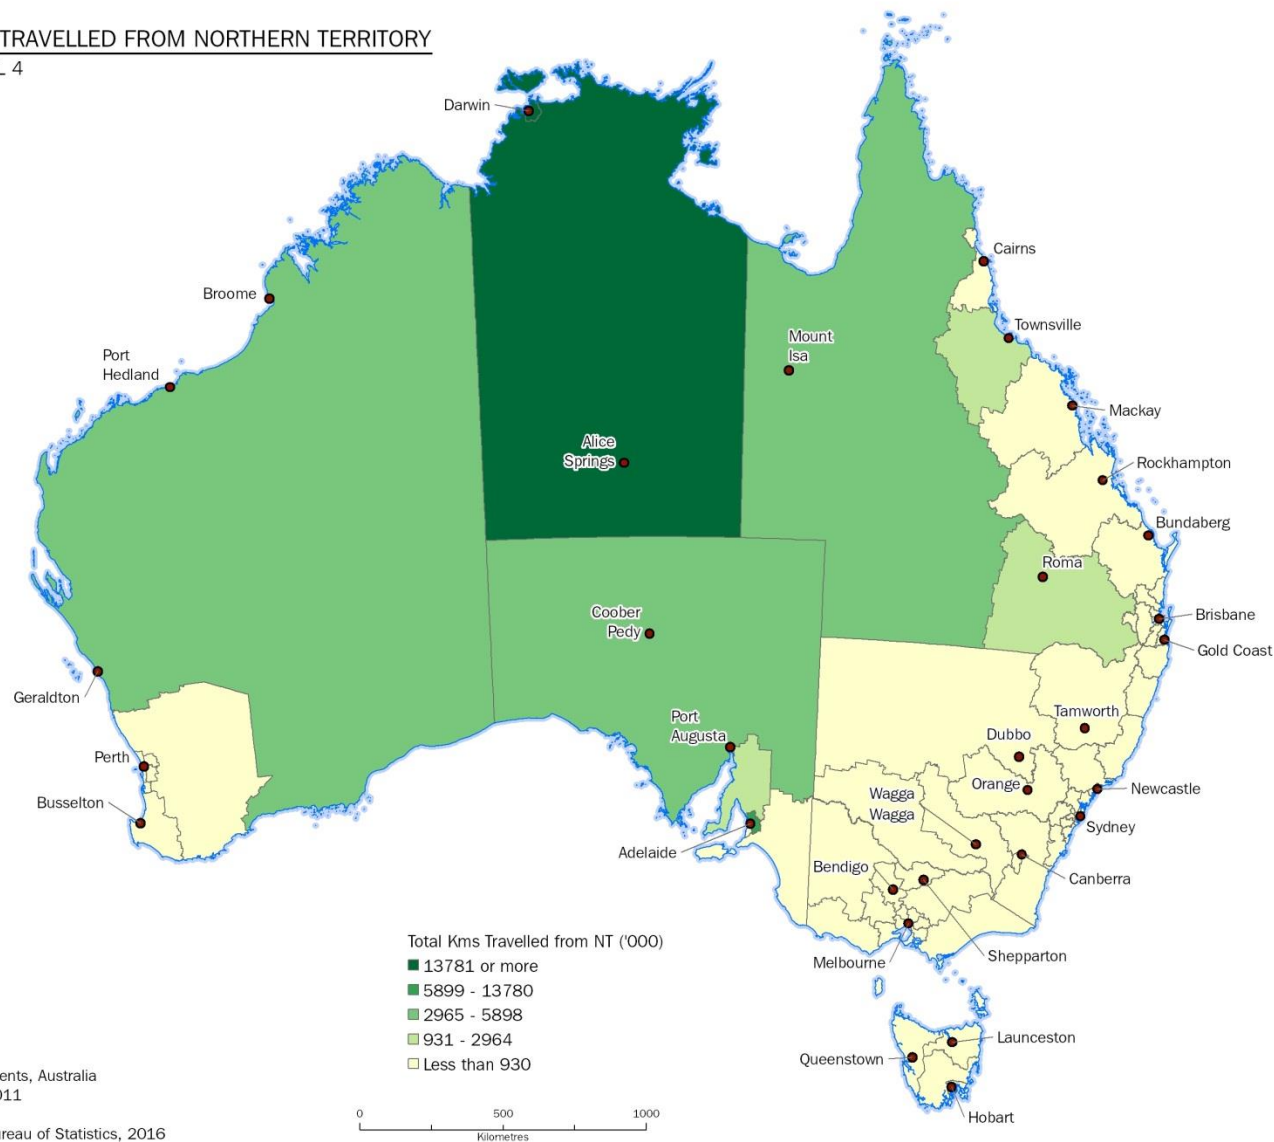 TRAVELLED FROM NORTHERN TERRITORY
4
Darwin
Cairns
Broome
Townsville
Mount
Isa
Port
Hedland
Mackay
Alice
Springs
Rockhampton
Bundaberg
Roma
Coober
Pedy
Brisbane
Gold Coast
Geraldton
Port
Augusta
Tamworth
Dubbo
Perth
Orange
Newcastle
Wagga
Wagga
Busselton
Sydney
Adelaide
Bendigo
Canberra
Total Kms Travelled from NT ('000)
13781 or more
5899 - 13780
2965 - 5898
931 - 2964
Less than 930
Shepparton
Melbourne
Launceston
Queenstown
Hobart
ents, Australia
011
0 500 1000
Kilometres
reau of Statistics, 2016